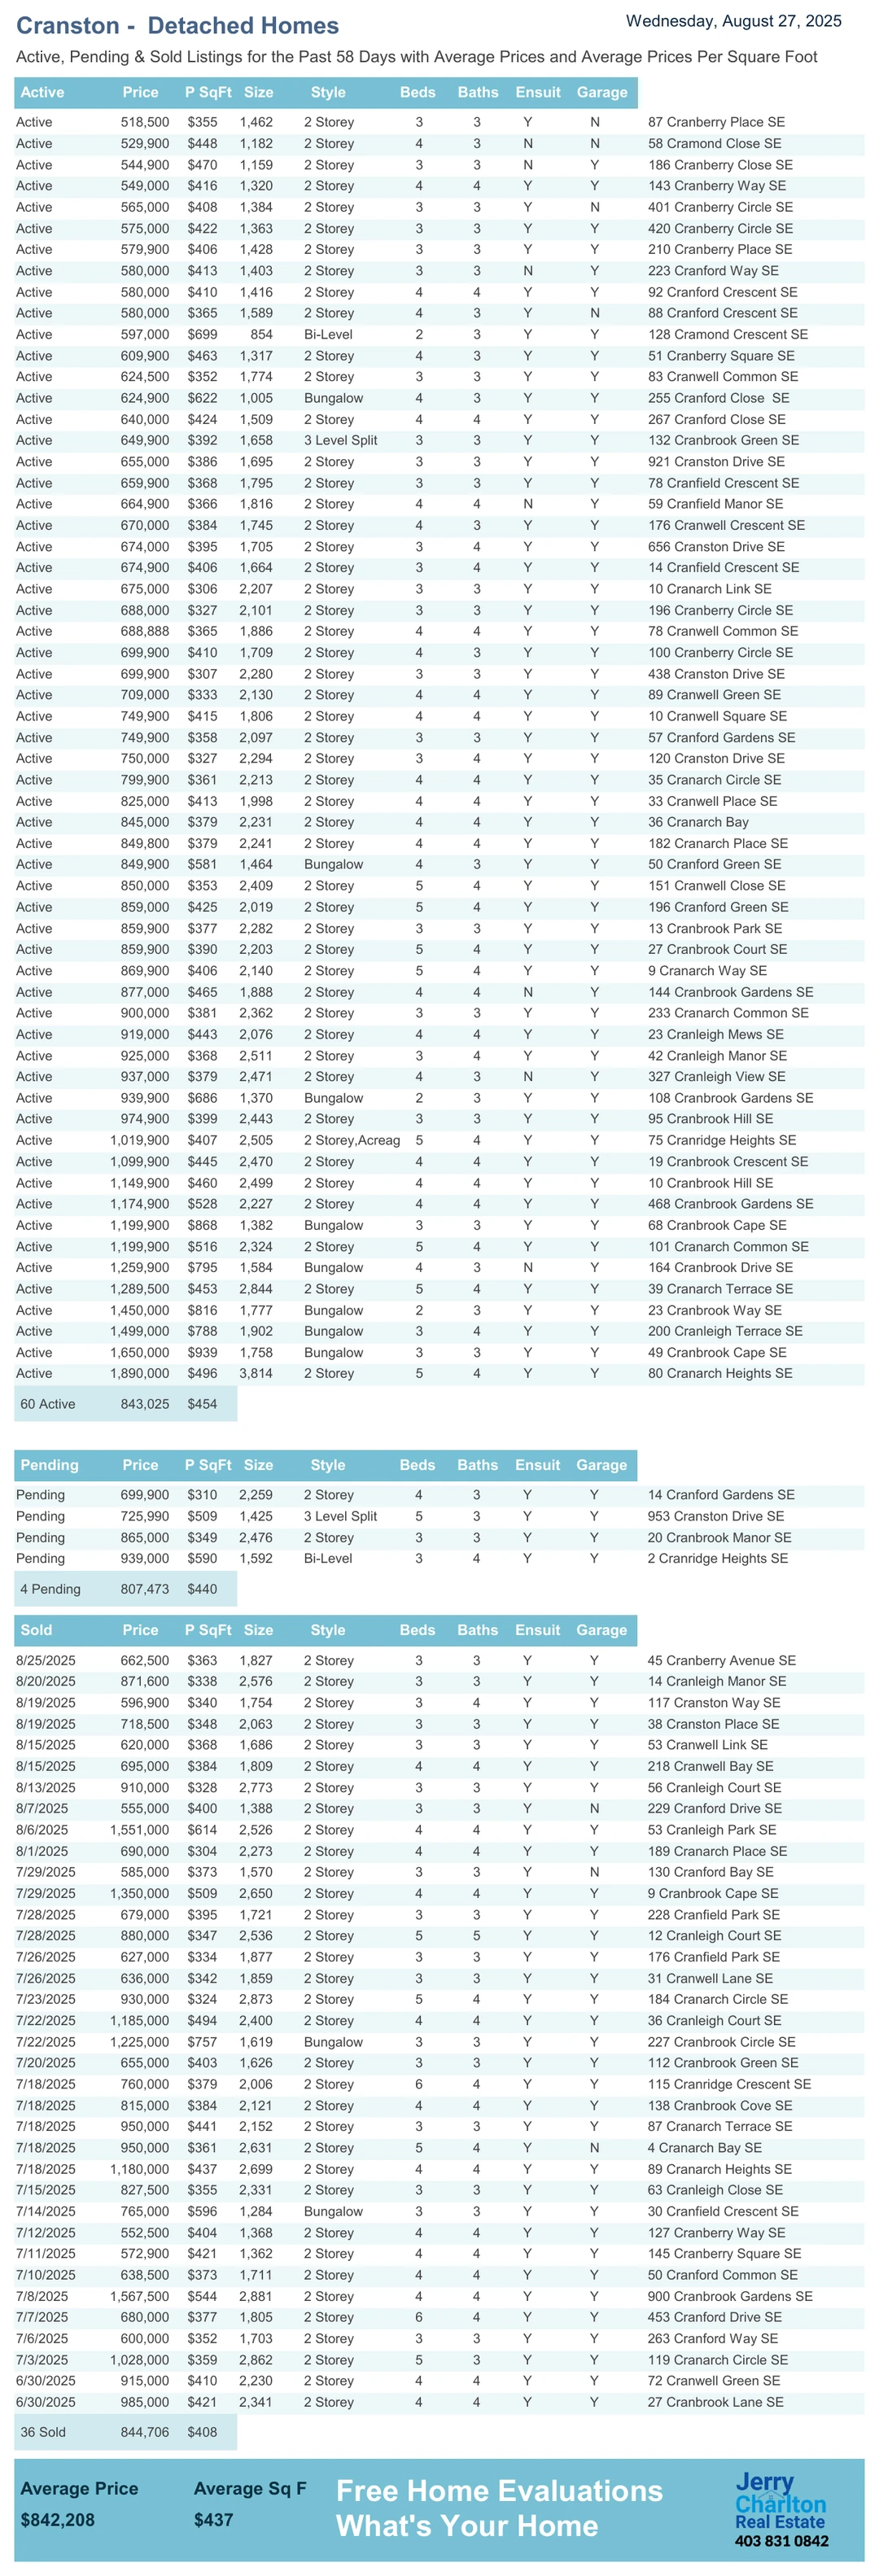 Cranston - Detached Homes
Wednesday, August 27, 2025
Active, Pending & Sold Listings for the Past 58 Days with Average Prices and Average Prices Per Square Foot
Active Price P SqFt Size Style Beds Baths Ensuit Garage
Active 518,500 $355 1,462 2 Storey 3 3 Y N 87 Cranberry Place SE
Active 529,900 $448 1,182 2 Storey 4 3 N N 58 Cramond Close SE
Active 544,900 $470 1,159 2 Storey 3 3 N Y 186 Cranberry Close SE
Active 549,000 $416 1,320 2 Storey 4 4 Y Y 143 Cranberry Way SE
Active 565,000 $408 1,384 2 Storey 3 3 Y N 401 Cranberry Circle SE
Active 575,000 $422 1,363 2 Storey 3 3 Y Y 420 Cranberry Circle SE
Active 579,900 $406 1,428 2 Storey 3 3 Y Y 210 Cranberry Place SE
Active 580,000 $413 1,403 2 Storey 3 3 N Y 223 Cranford Way SE
Active 580,000 $410 1,416 2 Storey 4 4 Y Y 92 Cranford Crescent SE
Active 580,000 $365 1,589 2 Storey 4 3 Y N 88 Cranford Crescent SE
Active 597,000 $699 854 Bi-Level 2 3 Y Y 128 Cramond Crescent SE
Active 609,900 $463 1,317 2 Storey 4 3 Y Y 51 Cranberry Square SE
Active 624,500 $352 1,774 2 Storey 3 3 Y Y 83 Cranwell Common SE
Active 624,900 $622 1,005 Bungalow 4 3 Y Y 255 Cranford Close SE
Active 640,000 $424 1,509 2 Storey 4 4 Y Y 267 Cranford Close SE
Active 649,900 $392 1,658 3 Level Split 3 3 Y Y 132 Cranbrook Green SE
Active 655,000 $386 1,695 2 Storey 3 3 Y Y 921 Cranston Drive SE
Active 659,900 $368 1,795 2 Storey 3 3 Y Y 78 Cranfield Crescent SE
Active 664,900 $366 1,816 2 Storey 4 4 N Y 59 Cranfield Manor SE
Active 670,000 $384 1,745 2 Storey 4 3 Y Y 176 Cranwell Crescent SE
Active 674,000 $395 1,705 2 Storey 3 4 Y Y 656 Cranston Drive SE
Active 674,900 $406 1,664 2 Storey 3 4 Y Y 14 Cranfield Crescent SE
Active 675,000 $306 2,207 2 Storey 3 3 Y Y 10 Cranarch Link SE
Active 688,000 $327 2,101 2 Storey 3 3 Y Y 196 Cranberry Circle SE
Active 688,888 $365 1,886 2 Storey 4 4 Y Y 78 Cranwell Common SE
Active 699,900 $410 1,709 2 Storey 4 3 Y Y 100 Cranberry Circle SE
Active 699,900 $307 2,280 2 Storey 3 3 Y Y 438 Cranston Drive SE
Active 709,000 $333 2,130 2 Storey 4 4 Y Y 89 Cranwell Green SE
Active 749,900 $415 1,806 2 Storey 4 4 Y Y 10 Cranwell Square SE
Active 749,900 $358 2,097 2 Storey 3 3 Y Y 57 Cranford Gardens SE
Active 750,000 $327 2,294 2 Storey 3 4 Y Y 120 Cranston Drive SE
Active 799,900 $361 2,213 2 Storey 4 4 Y Y 35 Cranarch Circle SE
Active 825,000 $413 1,998 2 Storey 4 4 Y Y 33 Cranwell Place SE
Active 845,000 $379 2,231 2 Storey 4 4 Y Y 36 Cranarch Bay
Active 849,800 $379 2,241 2 Storey 4 4 Y Y 182 Cranarch Place SE
Active 849,900 $581 1,464 Bungalow 4 3 Y Y 50 Cranford Green SE
Active 850,000 $353 2,409 2 Storey 5 4 Y Y 151 Cranwell Close SE
Active 859,000 $425 2,019 2 Storey 5 4 Y Y 196 Cranford Green SE
Active 859,900 $377 2,282 2 Storey 3 3 Y Y 13 Cranbrook Park SE
Active 859,900 $390 2,203 2 Storey 5 4 Y Y 27 Cranbrook Court SE
Active 869,900 $406 2,140 2 Storey 5 4 Y Y 9 Cranarch Way SE
Active 877,000 $465 1,888 2 Storey 4 4 N Y 144 Cranbrook Gardens SE
Active 900,000 $381 2,362 2 Storey 3 3 Y Y 233 Cranarch Common SE
Active 919,000 $443 2,076 2 Storey 4 4 Y Y 23 Cranleigh Mews SE
Active 925,000 $368 2,511 2 Storey 3 4 Y Y 42 Cranleigh Manor SE
Active 937,000 $379 2,471 2 Storey 4 3 N Y 327 Cranleigh View SE
Active 939,900 $686 1,370 Bungalow 2 3 Y Y 108 Cranbrook Gardens SE
Active 974,900 $399 2,443 2 Storey 3 3 Y Y 95 Cranbrook Hill SE
Active 1,019,900 $407 2,505 2 Storey,Acreag 5 4 Y Y 75 Cranridge Heights SE
Active 1,099,900 $445 2,470 2 Storey 4 4 Y Y 19 Cranbrook Crescent SE
Active 1,149,900 $460 2,499 2 Storey 4 4 Y Y 10 Cranbrook Hill SE
Active 1,174,900 $528 2,227 2 Storey 4 4 Y Y 468 Cranbrook Gardens SE
Active 1,199,900 $868 1,382 Bungalow 3 3 Y Y 68 Cranbrook Cape SE
Active 1,199,900 $516 2,324 2 Storey 5 4 Y Y 101 Cranarch Common SE
Active 1,259,900 $795 1,584 Bungalow 4 3 N Y 164 Cranbrook Drive SE
Active 1,289,500 $453 2,844 2 Storey 5 4 Y Y 39 Cranarch Terrace SE
Active 1,450,000 $816 1,777 Bungalow 2 3 Y Y 23 Cranbrook Way SE
Active 1,499,000 $788 1,902 Bungalow 3 4 Y Y 200 Cranleigh Terrace SE
Active 1,650,000 $939 1,758 Bungalow 3 3 Y Y 49 Cranbrook Cape SE
Active 1,890,000 $496 3,814 2 Storey 5 4 Y Y 80 Cranarch Heights SE
60 Active 843,025 $454
Pending Price P SqFt Size Style Beds Baths Ensuit Garage
Pending 699,900 $310 2,259 2 Storey 4 3 Y Y 14 Cranford Gardens SE
Pending 725,990 $509 1,425 3 Level Split 5 3 Y Y 953 Cranston Drive SE
Pending 865,000 $349 2,476 2 Storey 3 3 Y Y 20 Cranbrook Manor SE
Pending 939,000 $590 1,592 Bi-Level 3 4 Y Y 2 Cranridge Heights SE
4 Pending 807,473 $440
Sold Price P SqFt Size Style Beds Baths Ensuit Garage
8/25/2025 662,500 $363 1,827 2 Storey 3 3 Y Y 45 Cranberry Avenue SE
8/20/2025 871,600 $338 2,576 2 Storey 3 3 Y Y 14 Cranleigh Manor SE
8/19/2025 596,900 $340 1,754 2 Storey 3 4 Y Y 117 Cranston Way SE
8/19/2025 718,500 $348 2,063 2 Storey 3 3 Y Y 38 Cranston Place SE
8/15/2025 620,000 $368 1,686 2 Storey 3 3 Y Y 53 Cranwell Link SE
8/15/2025 695,000 $384 1,809 2 Storey 4 4 Y Y 218 Cranwell Bay SE
8/13/2025 910,000 $328 2,773 2 Storey 3 3 Y Y 56 Cranleigh Court SE
8/7/2025 555,000 $400 1,388 2 Storey 3 3 Y N 229 Cranford Drive SE
8/6/2025 1,551,000 $614 2,526 2 Storey 4 4 Y Y 53 Cranleigh Park SE
8/1/2025 690,000 $304 2,273 2 Storey 4 4 Y Y 189 Cranarch Place SE
7/29/2025 585,000 $373 1,570 2 Storey 3 3 Y N 130 Cranford Bay SE
7/29/2025 1,350,000 $509 2,650 2 Storey 4 4 Y Y 9 Cranbrook Cape SE
7/28/2025 679,000 $395 1,721 2 Storey 3 3 Y Y 228 Cranfield Park SE
7/28/2025 880,000 $347 2,536 2 Storey 5 5 Y Y 12 Cranleigh Court SE
7/26/2025 627,000 $334 1,877 2 Storey 3 3 Y Y 176 Cranfield Park SE
7/26/2025 636,000 $342 1,859 2 Storey 3 3 Y Y 31 Cranwell Lane SE
7/23/2025 930,000 $324 2,873 2 Storey 5 4 Y Y 184 Cranarch Circle SE
7/22/2025 1,185,000 $494 2,400 2 Storey 4 4 Y Y 36 Cranleigh Court SE
7/22/2025 1,225,000 $757 1,619 Bungalow 3 3 Y Y 227 Cranbrook Circle SE
7/20/2025 655,000 $403 1,626 2 Storey 3 3 Y Y 112 Cranbrook Green SE
7/18/2025 760,000 $379 2,006 2 Storey 6 4 Y Y 115 Cranridge Crescent SE
7/18/2025 815,000 $384 2,121 2 Storey 4 4 Y Y 138 Cranbrook Cove SE
7/18/2025 950,000 $441 2,152 2 Storey 3 3 Y Y 87 Cranarch Terrace SE
7/18/2025 950,000 $361 2,631 2 Storey 5 4 Y N 4 Cranarch Bay SE
7/18/2025 1,180,000 $437 2,699 2 Storey 4 4 Y Y 89 Cranarch Heights SE
7/15/2025 827,500 $355 2,331 2 Storey 3 3 Y Y 63 Cranleigh Close SE
7/14/2025 765,000 $596 1,284 Bungalow 3 3 Y Y 30 Cranfield Crescent SE
7/12/2025 552,500 $404 1,368 2 Storey 4 4 Y Y 127 Cranberry Way SE
7/11/2025 572,900 $421 1,362 2 Storey 4 4 Y Y 145 Cranberry Square SE
7/10/2025 638,500 $373 1,711 2 Storey 4 4 Y Y 50 Cranford Common SE
7/8/2025 1,567,500 $544 2,881 2 Storey 4 4 Y Y 900 Cranbrook Gardens SE
7/7/2025 680,000 $377 1,805 2 Storey 6 4 Y Y 453 Cranford Drive SE
7/6/2025 600,000 $352 1,703 2 Storey 3 3 Y Y 263 Cranford Way SE
7/3/2025 1,028,000 $359 2,862 2 Storey 5 3 Y Y 119 Cranarch Circle SE
6/30/2025 915,000 $410 2,230 2 Storey 4 4 Y Y 72 Cranwell Green SE
6/30/2025 985,000 $421 2,341 2 Storey 4 4 Y Y 27 Cranbrook Lane SE
36 Sold 844,706 $408
Average Price Average Sq F
$842,208 $437
Free Home Evaluations
What's Your Home
Jerry
Charlton
Real Estate
403 831 0842